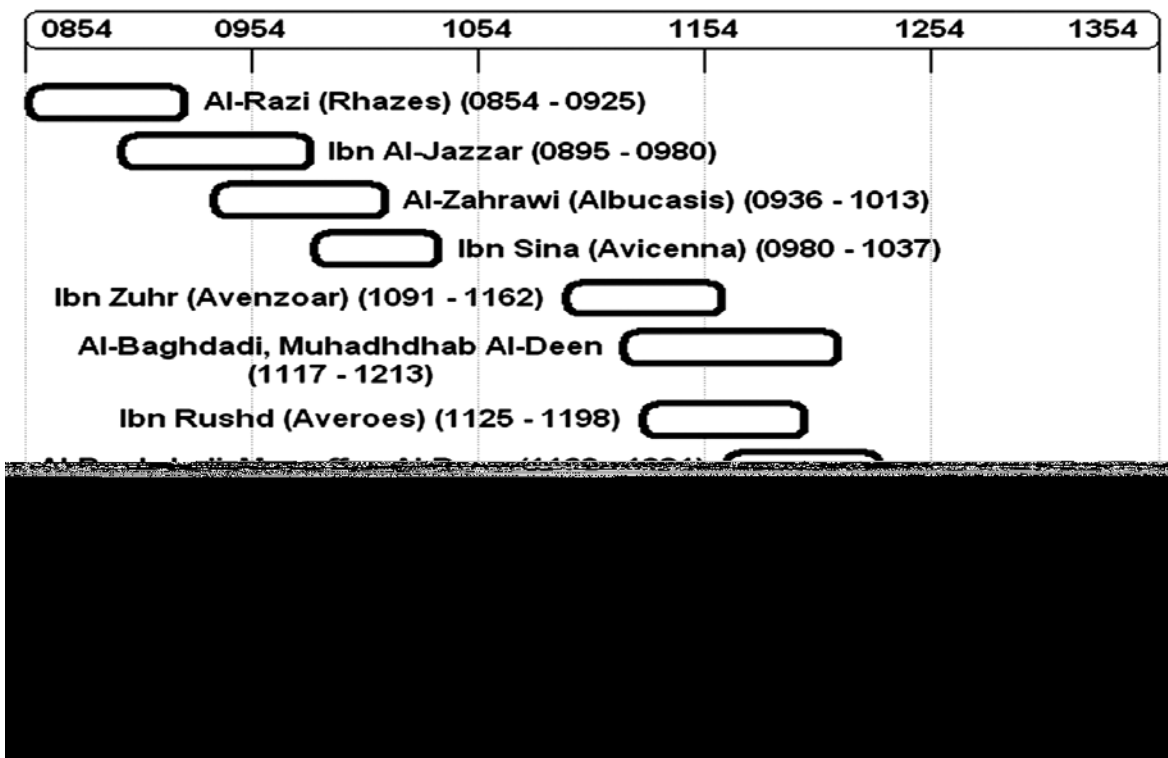 0854 0954 1054 1154 1254 1354
Al-Razi (Rhazes) (0854 - 0925)
Ibn Al-Jazzar (0895 - 0980)
Al-Zahrawi (Albucasis) (0936 - 1013)
Ibn Sina (Avicenna) (0980 - 1037)
Ibn Zuhr (Avenzoar) (1091 - 1162)
Al-Baghdadi, Muhadhdhab Al-Deen
(1117 - 1213)
Ibn Rushd (Averoes) (1125 - 1198)